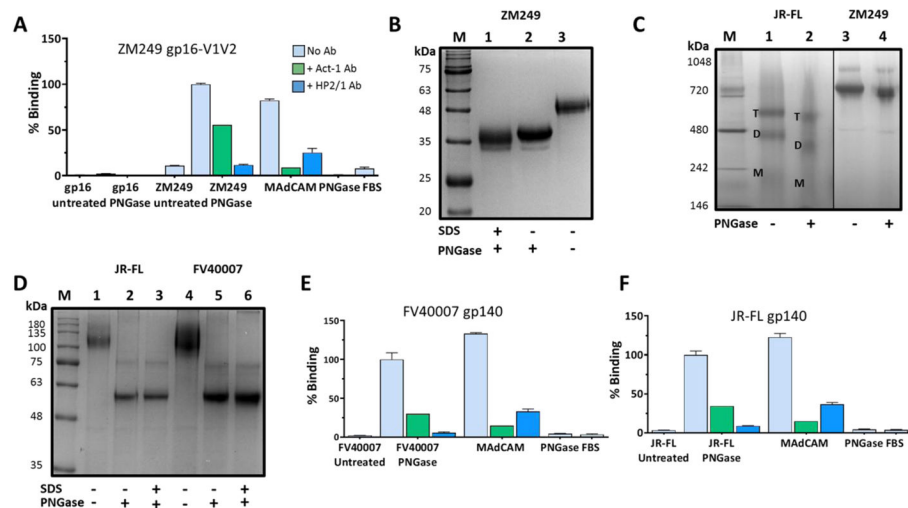 A
ZM249 gp16-V1V2
No Ab
+ Act-1 Ab
+ HP2/1 Ab
% Binding
150
100
50
0
gp16 gp16 ZM249 ZM249 MAdCAM PNGase FBS
untreated PNGase untreated PNGase
B
ZM249
kDa M 1 2 3
75
63
48
35
25
20
SDS + - -
PNGase + + -
C
JR-FL ZM249
M 1 2 3 4
1048
720
480
242
146
T T
D D
M M
PNGase - + - +
D
JR-FL FV40007
kDa M 1 2 3 4 5 6
180
135
100
75
63
48
35
SDS - - + - - +
PNGase - + + - + +
E
FV40007 gp140
% Binding
150
100
50
0
FV40007 FV40007 MAdCAM PNGase FBS
Untreated PNGase
F
JR-FL gp140
% Binding
150
100
50
0
JR-FL JR-FL MAdCAM PNGase FBS
Untreated PNGase